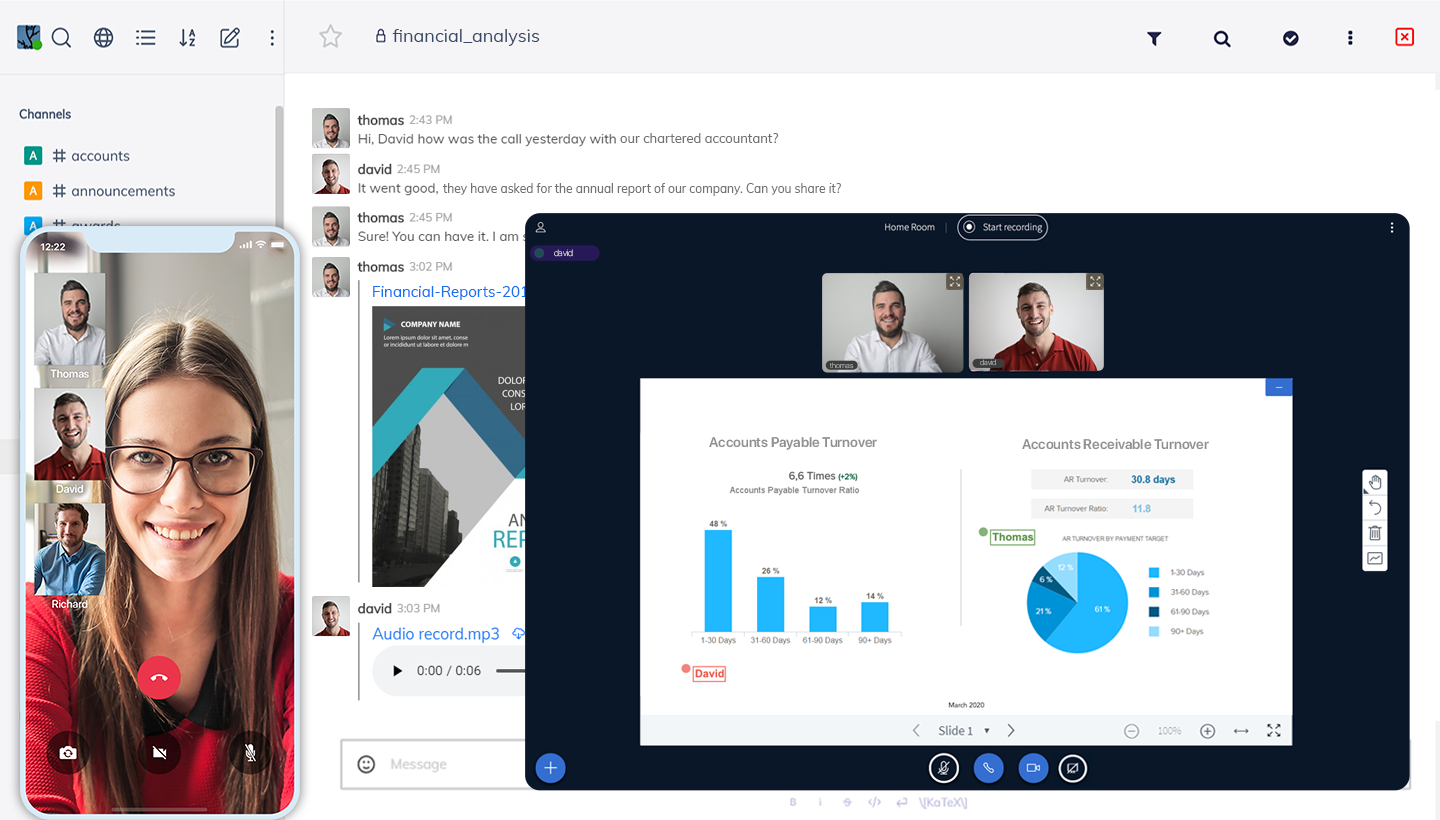 financial_analysis
Channels
A # accounts
A # announcements
A # awards
thomas 2:43 PM
Hi, David how was the call yesterday with our chartered accountant?
david 2:45 PM
It went good, they have asked for the annual report of our company. Can you share it?
thomas 2:45 PM
Sure! You can have it. I am s
thomas 3:02 PM
Financial-Reports-201
COMPANY NAME
Lorem ipsum dolor sit amet, conse
or incididunt ut labore et dolore m
DOLOR
CONS
LOR
AN
REP
david 3:03 PM
Audio record.mp3
0:00 / 0:06
Message
B i S </> \[KaTeX\]
12:22
Thomas
David
Richard
Home Room
Start recording
david
thomas
david
Accounts Payable Turnover
6,6 Times (+2%)
Accounts Payable Turnover Ratio
48 %
26 %
12 %
14 %
1-30 Days 31-60 Days 61-90 Days 90+ Days
David
Accounts Receivable Turnover
AR Turnover: 30.8 days
AR Turnover Ratio: 11.8
Thomas
AR TURNOVER BY PAYMENT TARGET
12 %
6 %
21 %
61 %
1-30 Days
31-60 Days
61-90 Days
90+ Days
March 2020
Slide 1
100%